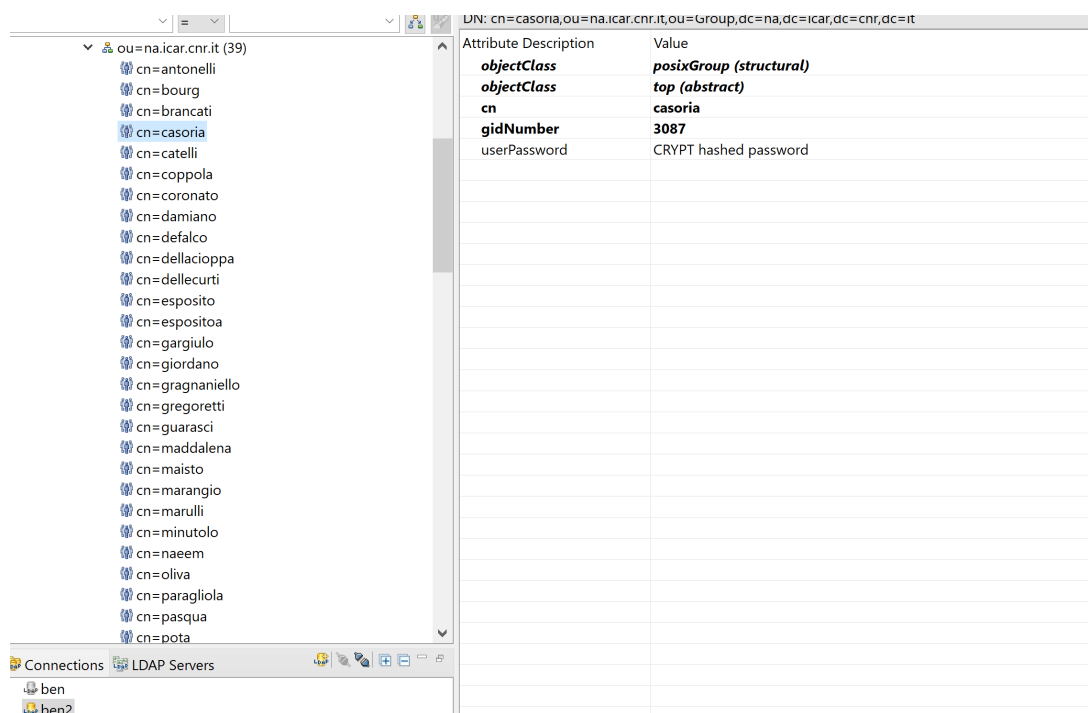 =
DN: cn=casoria,ou=na.icar.cnr.it,ou=Group,dc=na,dc=icar,dc=cnr,dc=it
ou=na.icar.cnr.it (39)
cn=antonelli
cn=bourg
cn=brancati
cn=casoria
cn=catelli
cn=coppola
cn=coronato
cn=damiano
cn=defalco
cn=dellacioppa
cn=dellecurti
cn=esposito
cn=espositoa
cn=gargiulo
cn=giordano
cn=gragnaniello
cn=gregoretti
cn=guarasci
cn=maddalena
cn=maisto
cn=marangio
cn=marulli
cn=minutolo
cn=naeem
cn=oliva
cn=paragliola
cn=pasqua
cn=pota
Attribute Description Value
objectClass posixGroup (structural)
objectClass top (abstract)
cn casoria
gidNumber 3087
userPassword CRYPT hashed password
Connections LDAP Servers
ben
ben2